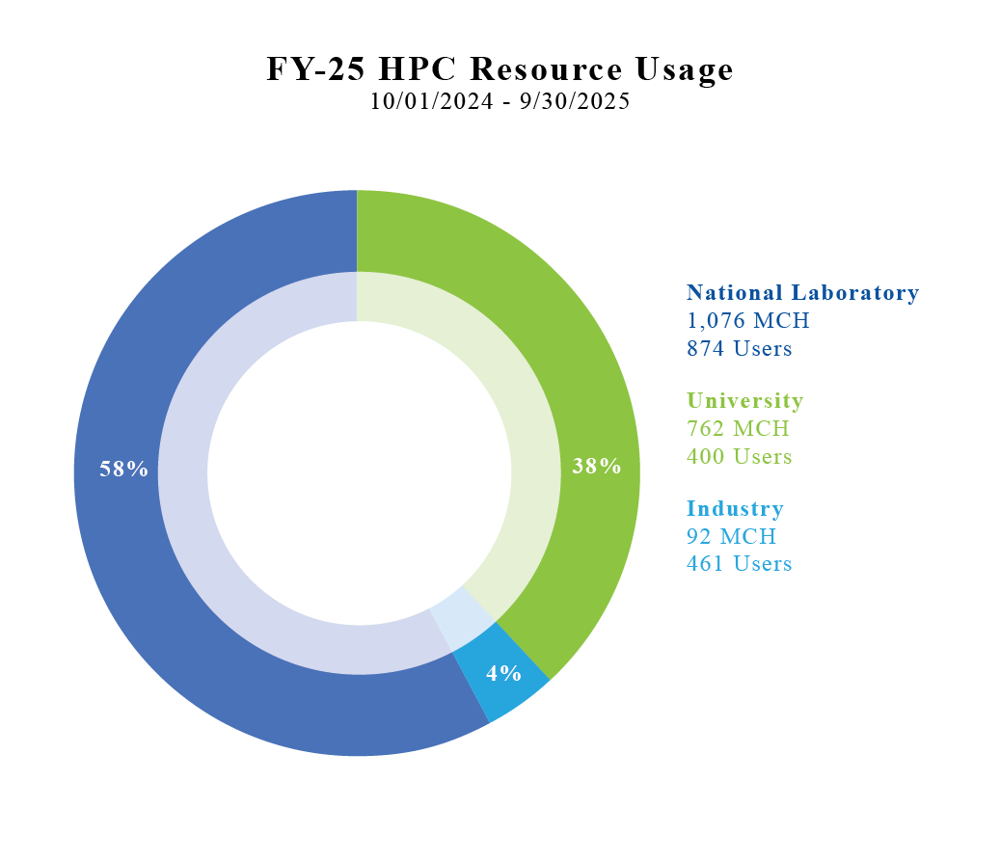 FY-25 HPC Resource Usage
10/01/2024 - 9/30/2025
National Laboratory
1,076 MCH
874 Users
University
762 MCH
400 Users
Industry
92 MCH
461 Users
58%
38%
4%